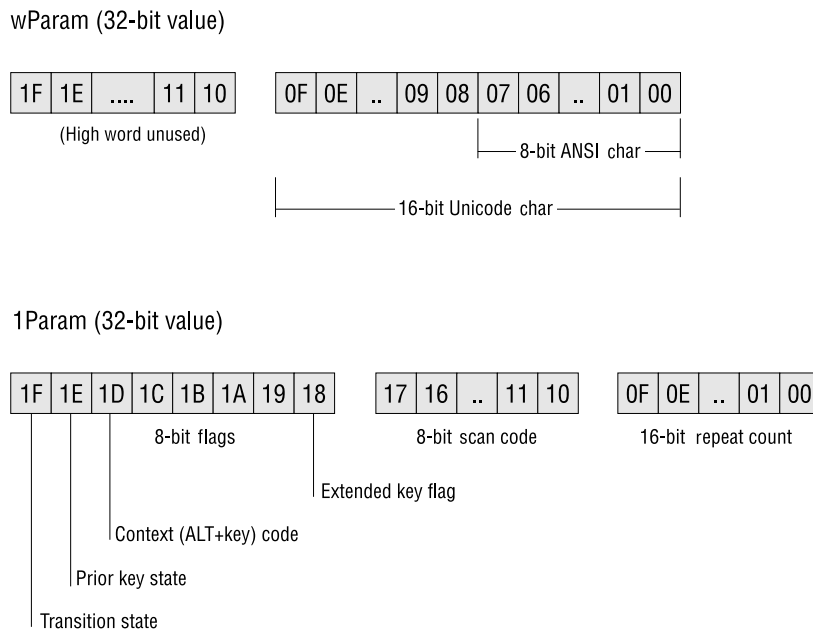 wParam (32-bit value)
1F 1E .... 11 10 0F 0E .. 09 08 07 06 .. 01 00
(High word unused)
8-bit ANSI char
16-bit Unicode char
1Param (32-bit value)
1F 1E 1D 1C 1B 1A 19 18 17 16 .. 11 10 0F 0E .. 01 00
8-bit flags 8-bit scan code 16-bit repeat count
Extended key flag
Context (ALT+key) code
Prior key state
Transition state